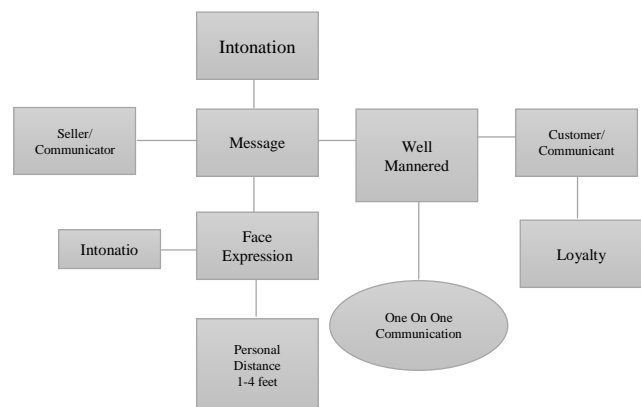 Intonation
Seller/
Communicator
Message
Well
Mannered
Customer/
Communicant
Intonatio
Face
Expression
Loyalty
One On One
Communication
Personal
Distance
1-4 feet